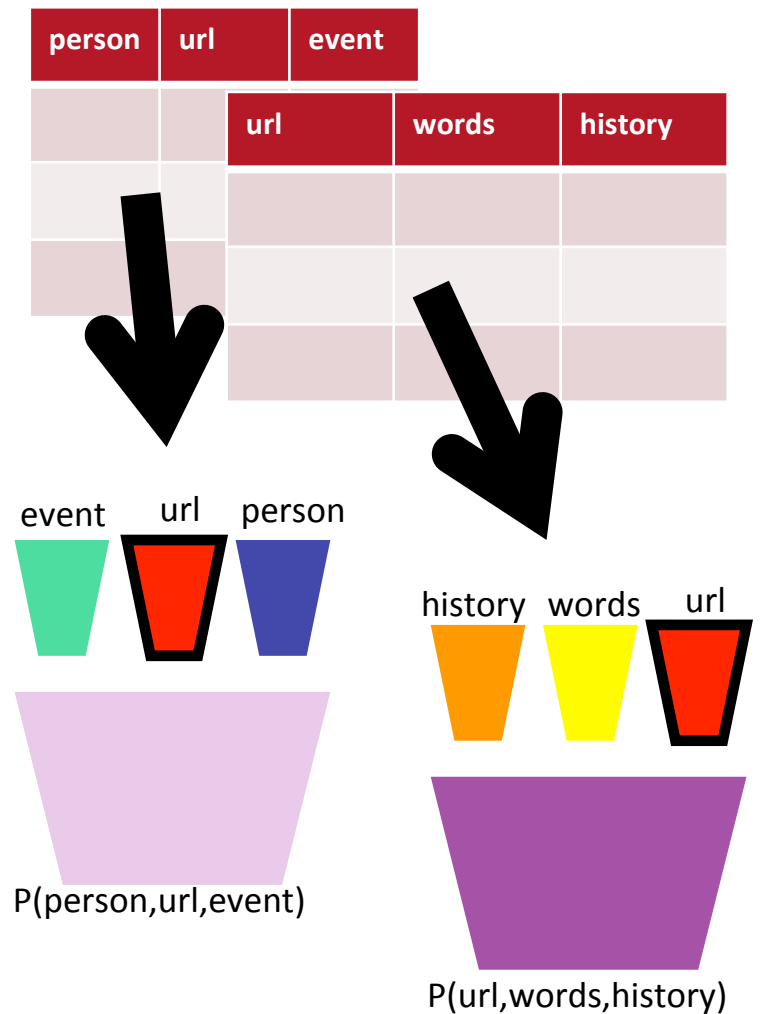 person url event
url words history
event url person
history words url
P(person,url,event)
P(url,words,history)